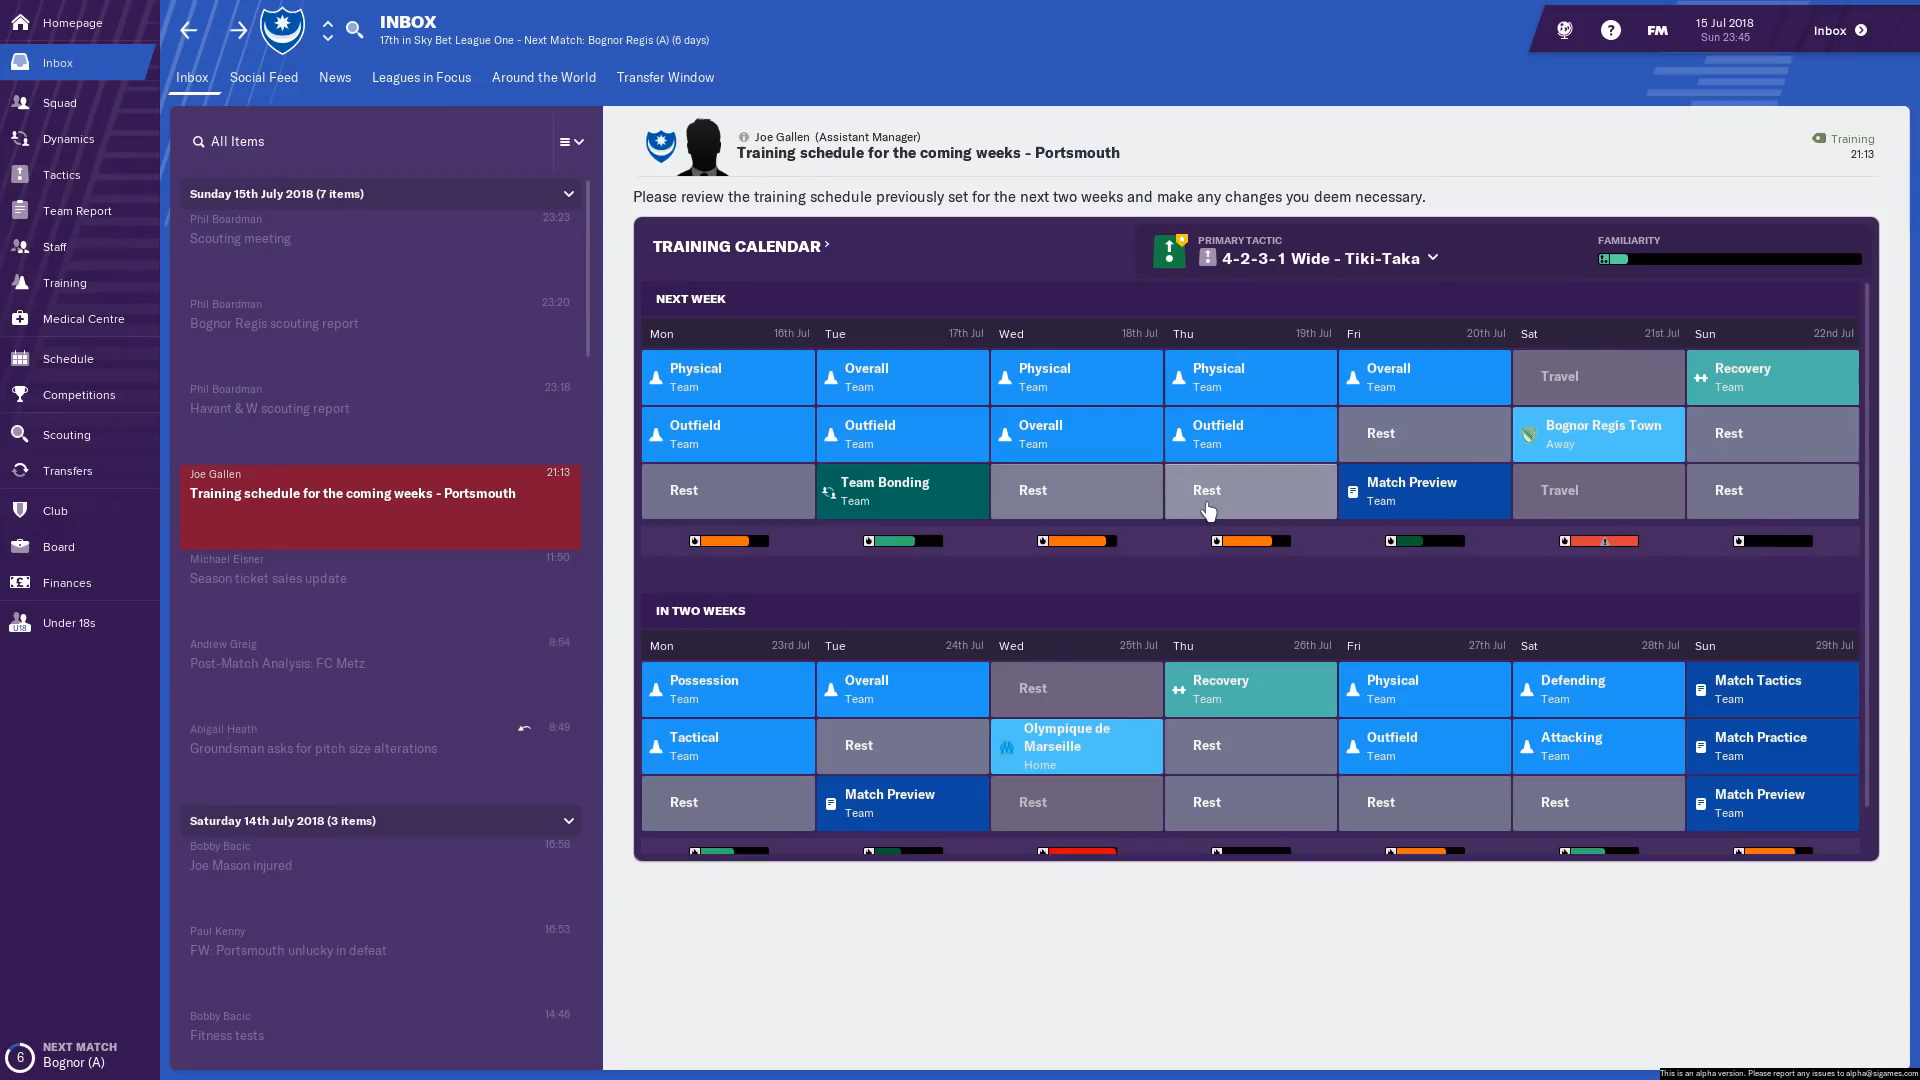 Homepage
Inbox
Squad
Dynamics
Tactics
Team Report
Staff
Training
Medical Centre
Schedule
Competitions
Scouting
Transfers
Club
Board
Finances
U18
Under 18s
6
NEXT MATCH
Bognor (A)
INBOX
17th in Sky Bet League One - Next Match: Bognor Regis (A) (6 days)
Inbox Social Feed News Leagues in Focus Around the World Transfer Window
? FM
15 Jul 2018
Sun 23:45
Inbox
All Items
Sunday 15th July 2018 (7 items)
Phil Boardman 23:23
Scouting meeting
Phil Boardman 23:20
Bognor Regis scouting report
Phil Boardman 23:18
Havant & W scouting report
Joe Gallen 21:13
Training schedule for the coming weeks - Portsmouth
Michael Eisner 11:50
Season ticket sales update
Andrew Greig 8:54
Post-Match Analysis: FC Metz
Abigail Heath 8:49
Groundsman asks for pitch size alterations
Saturday 14th July 2018 (3 items)
Bobby Bacic 16:58
Joe Mason injured
Paul Kenny 16:53
FW: Portsmouth unlucky in defeat
Bobby Bacic 14:46
Fitness tests
Joe Gallen (Assistant Manager)
Training schedule for the coming weeks - Portsmouth
Training
21:13
Please review the training schedule previously set for the next two weeks and make any changes you deem necessary.
TRAINING CALENDAR
PRIMARY TACTIC
4-2-3-1 Wide - Tiki-Taka
FAMILIARITY
NEXT WEEK
Mon 16th Jul Tue 17th Jul Wed 18th Jul Thu 19th Jul Fri 20th Jul Sat 21st Jul Sun 22nd Jul
Physical Overall Physical Physical Overall Travel Recovery
Team Team Team Team Team Team
Outfield Outfield Overall Outfield Rest Bognor Regis Town Rest
Team Team Team Team Away
Rest Team Bonding Rest Rest Match Preview Travel Rest
Team Team
IN TWO WEEKS
Mon 23rd Jul Tue 24th Jul Wed 25th Jul Thu 26th Jul Fri 27th Jul Sat 28th Jul Sun 29th Jul
Possession Overall Rest Recovery Physical Defending Match Tactics
Team Team Team Team Team Team
Tactical Rest Olympique de Marseille Rest Outfield Attacking Match Practice
Team Home Team Team Team
Rest Match Preview Rest Rest Rest Rest Match Preview
Team Team
This is an alpha version. Please report any issues to alpha@sigames.com